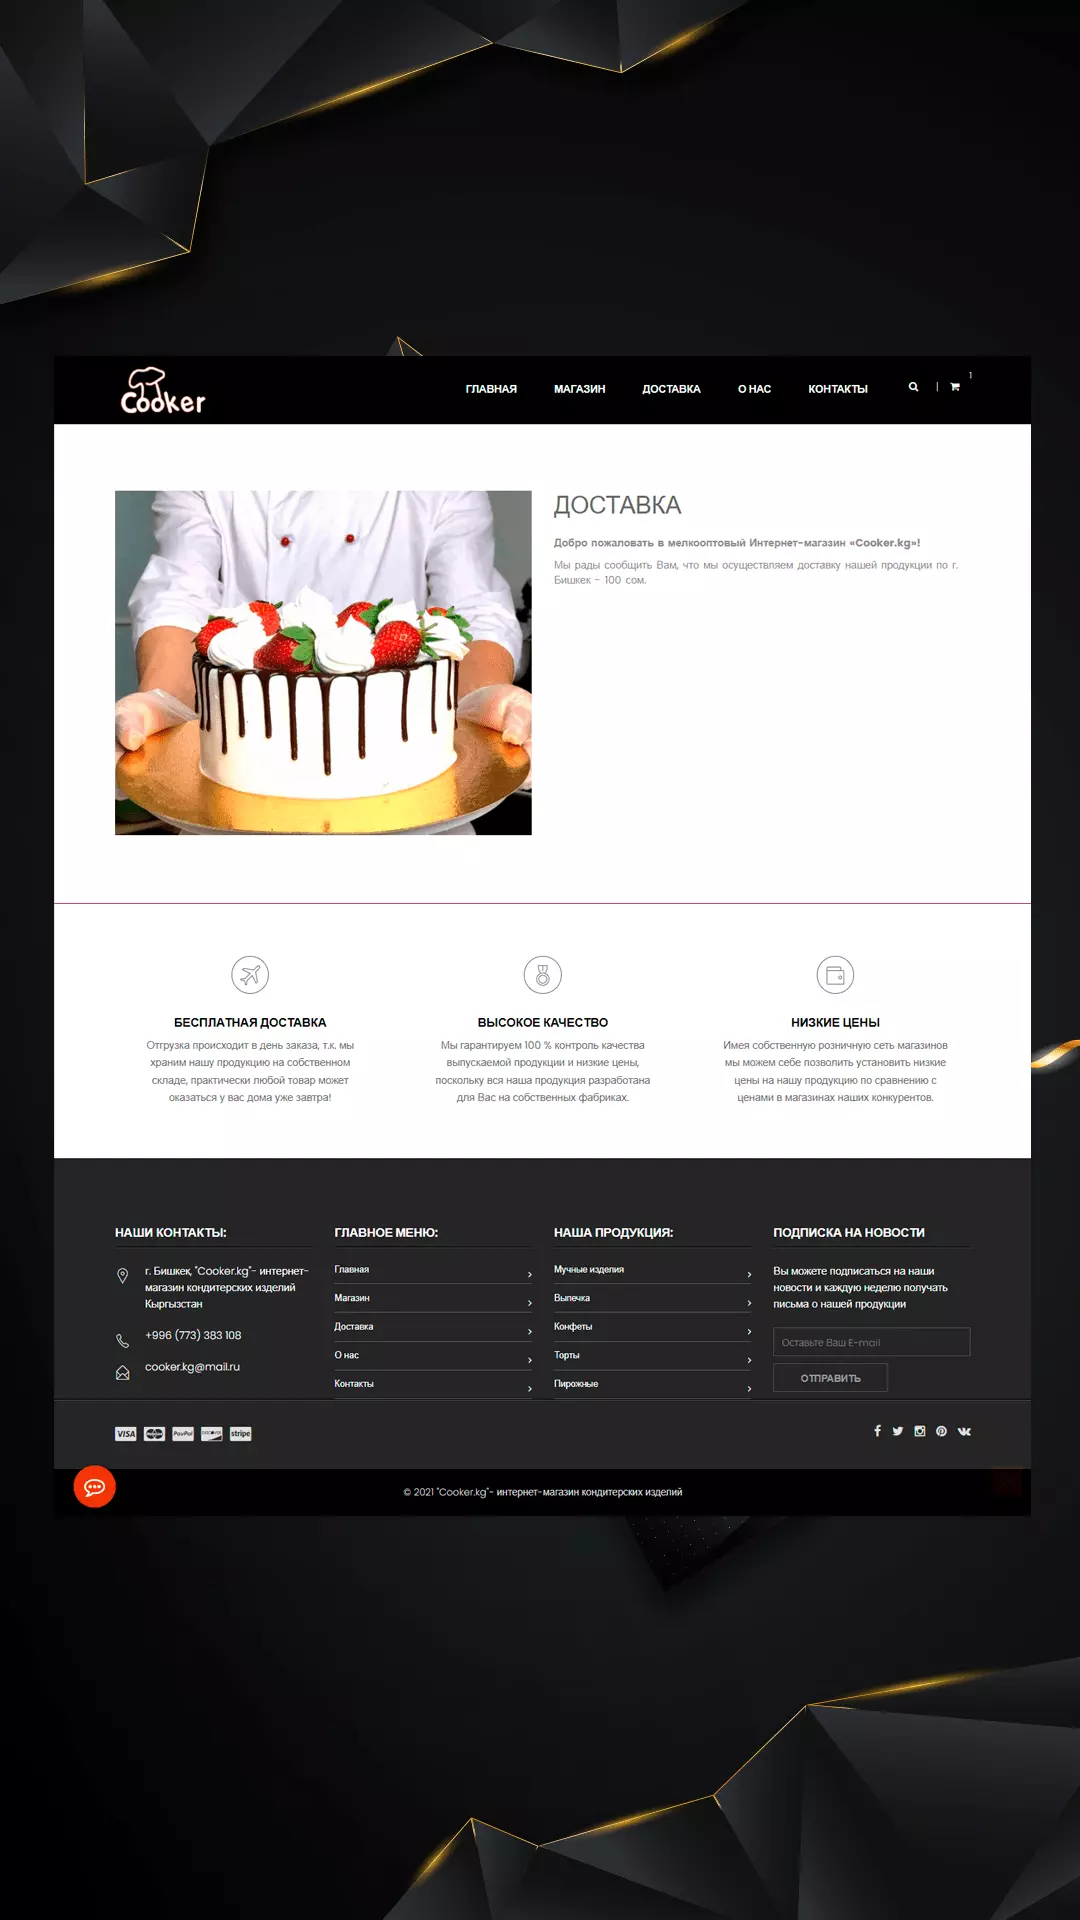 Cooker
ГЛАВНАЯ МАГАЗИН ДОСТАВКА О НАС КОНТАКТЫ | 1
ДОСТАВКА
Добро пожаловать в мелкооптовый Интернет-магазин «Cooker.kg»!
Мы рады сообщить Вам, что мы осуществляем доставку нашей продукции по г.
Бишкек - 100 сом.
БЕСПЛАТНАЯ ДОСТАВКА
Отгрузка происходит в день заказа, т.к. мы
храним нашу продукцию на собственном
складе, практически любой товар может
оказаться у вас дома уже завтра!
ВЫСОКОЕ КАЧЕСТВО
Мы гарантируем 100 % контроль качества
выпускаемой продукции и низкие цены,
поскольку вся наша продукция разработана
для Вас на собственных фабриках.
НИЗКИЕ ЦЕНЫ
Имея собственную розничную сеть магазинов
мы можем себе позволить установить низкие
цены на нашу продукцию по сравнению с
ценами в магазинах наших конкурентов.
НАШИ КОНТАКТЫ:
г. Бишкек, "Cooker.kg"- интернет-
магазин кондитерских изделий
Кыргызстан
+996 (773) 383 108
cooker.kg@mail.ru
ГЛАВНОЕ МЕНЮ:
Главная
Магазин
Доставка
О нас
Контакты
НАША ПРОДУКЦИЯ:
Мучные изделия
Выпечка
Конфеты
Торты
Пирожные
ПОДПИСКА НА НОВОСТИ
Вы можете подписаться на наши
новости и каждую неделю получать
письма о нашей продукции
Оставьте Ваш E-mail
ОТПРАВИТЬ
VISA MasterCard PayPal DISCOVER stripe
© 2021 "Cooker.kg"- интернет-магазин кондитерских изделий